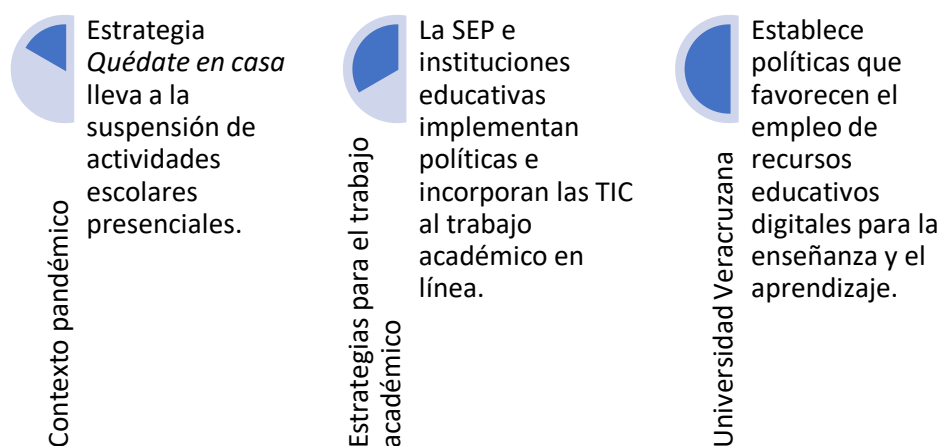 Contexto pandémico
Estrategia
Quédate en casa
lleva a la
suspensión de
actividades
escolares
presenciales.
Estrategias para el trabajo
académico
La SEP e
instituciones
educativas
implementan
políticas e
incorporan las TIC
al trabajo
académico en
línea.
Universidad Veracruzana
Establece
políticas que
favorecen el
empleo de
recursos
educativos
digitales para la
enseñanza y el
aprendizaje.